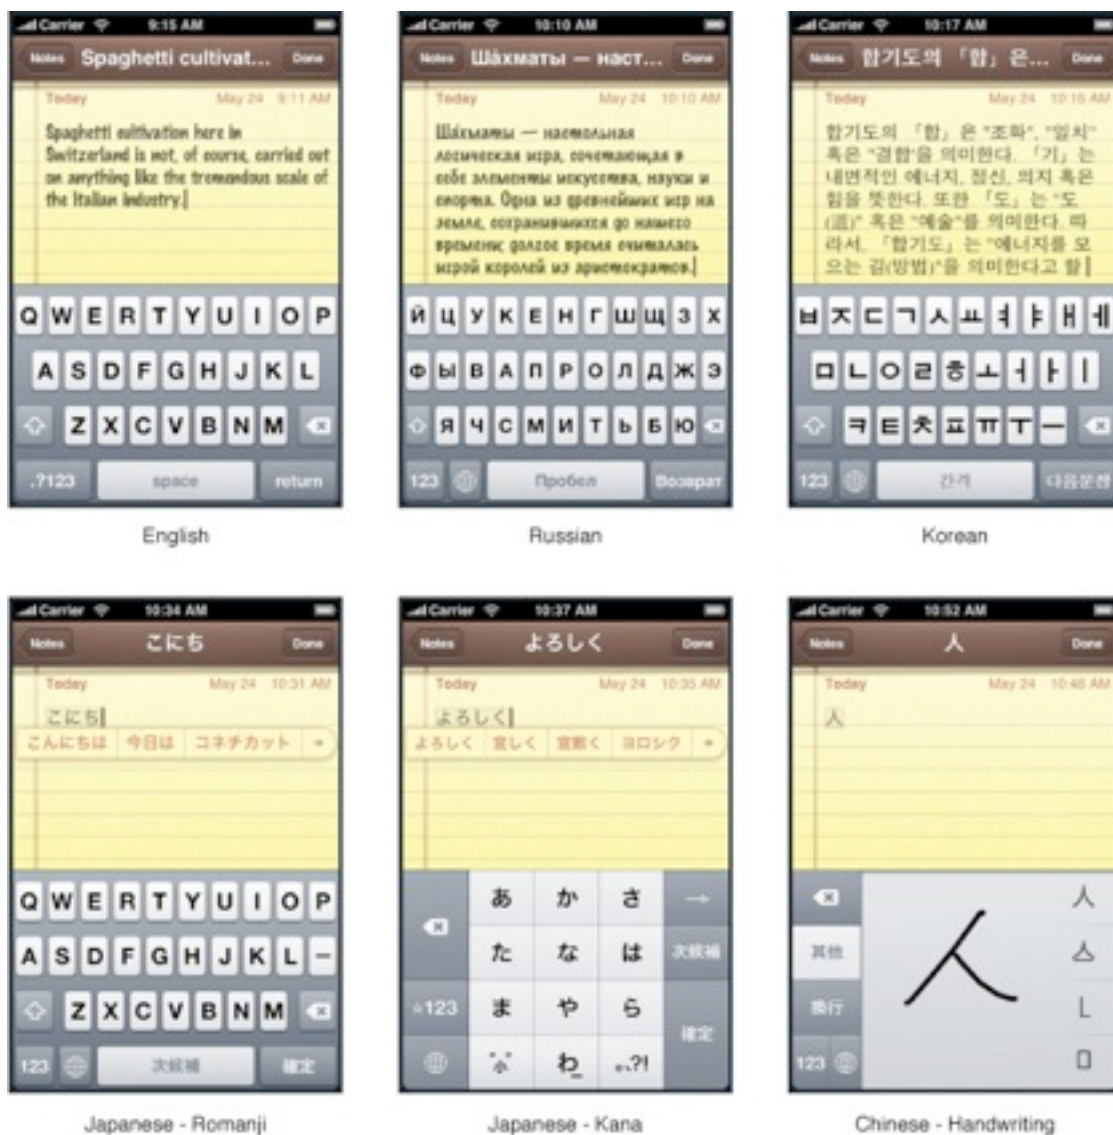 Carrier 9:15 AM
Notes Spaghetti cultivat... Done
Today May 24 9:11 AM
Spaghetti cultivation here in
Switzerland is not, of course, carried out
on anything like the tremendous scale of
the Italian industry.
Q W E R T Y U I O P
A S D F G H J K L
Z X C V B N M
.?123 space return
English
Carrier 10:10 AM
Notes Ша́хматы — наст... Done
Today May 24 10:10 AM
Ша́хматы — настольная
логическая игра, сочетающая в
себе элементы искусства, науки и
спорта. Одна из древнейших игр на
земле, сохранившихся до нашего
времени; долгое время считалась
игрой королей из аристократов.
Й Ц У К Е Н Г Ш Щ З Х
Ф Ы В А П Р О Л Д Ж Э
Я Ч С М И Т Ь Б Ю
123 Пробел Возврат
Russian
Carrier 10:17 AM
Notes 합기도의 「합」은... Done
Today May 24 10:16 AM
합기도의 「합」은 "조화", "일치"
혹은 "결합"을 의미한다. 「기」는
내면적인 에너지, 정신, 의지 혹은
힘을 뜻한다. 또한 「도」는 "도
(道)" 혹은 "예술"를 의미한다. 따
라서, 「합기도」는 "에너지를 모
으는 길(방법)"을 의미한다고 할
ㅂ ㅈ ㄷ ㄱ ㅅ ㅛ ㅕ ㅑ ㅐ ㅔ
ㅁ ㄴ ㅇ ㄹ ㅎ ㅗ ㅓ ㅏ ㅣ
ㅋ ㅌ ㅊ ㅍ ㅠ ㅜ ㅡ
123 간격 다음문장
Korean
Carrier 10:34 AM
Notes こにち Done
Today May 24 10:31 AM
こにち
こんにちは 今日は コネチカット →
Q W E R T Y U I O P
A S D F G H J K L ー
Z X C V B N M
123 次候補 確定
Japanese - Romanji
Carrier 10:37 AM
Notes よろしく Done
Today May 24 10:35 AM
よろしく
よろしく 宜しく 宜敷く ヨロシク →
あ か さ →
た な は 次候補
☆123 ま や ら 確定
小 わ_ 。、?!
Japanese - Kana
Carrier 10:52 AM
Notes 人 Done
Today May 24 10:48 AM
人
人
其他
換行
123
人
人
亼
乚
口
Chinese - Handwriting